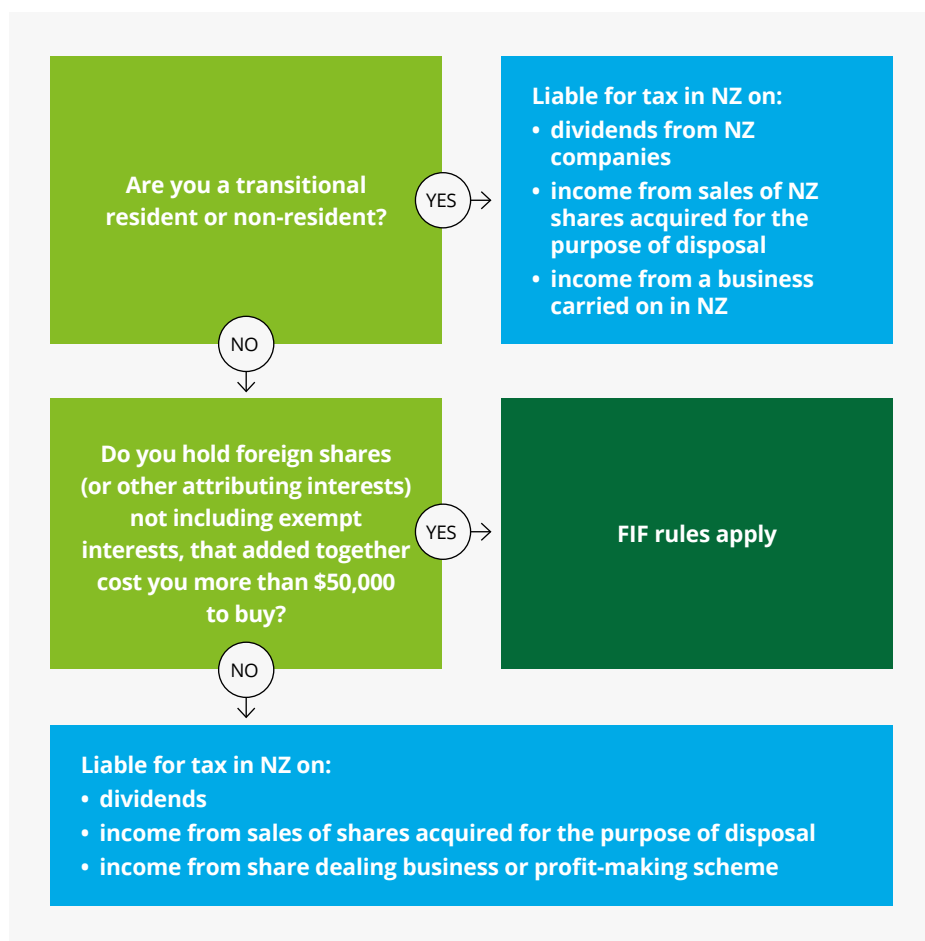 Are you a transitional
resident or non-resident?
YES
Liable for tax in NZ on:
• dividends from NZ
companies
• income from sales of NZ
shares acquired for the
purpose of disposal
• income from a business
carried on in NZ
NO
Do you hold foreign shares
(or other attributing interests)
not including exempt
interests, that added together
cost you more than $50,000
to buy?
YES
FIF rules apply
NO
Liable for tax in NZ on:
• dividends
• income from sales of shares acquired for the purpose of disposal
• income from share dealing business or profit-making scheme